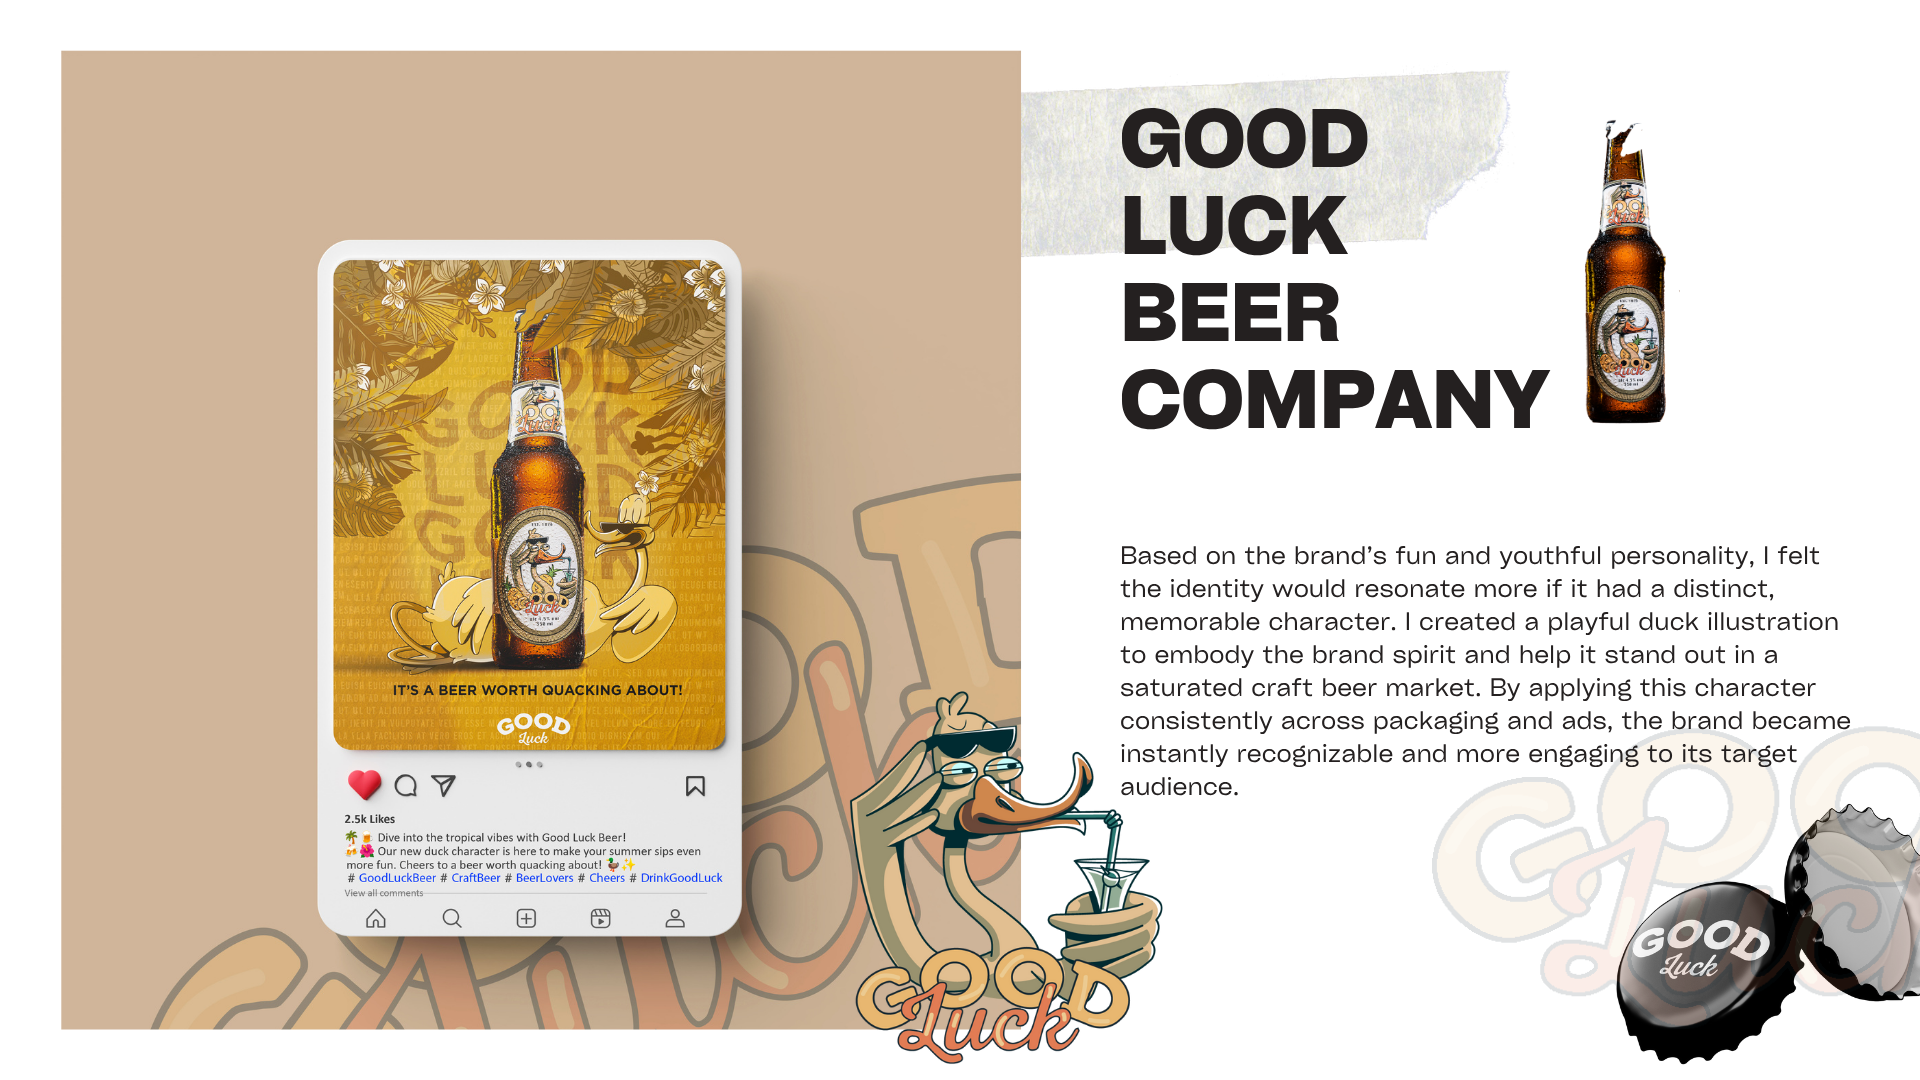 GOOD
LUCK
BEER
COMPANY
Based on the brand's fun and youthful personality, I felt
the identity would resonate more if it had a distinct,
memorable character. I created a playful duck illustration
to embody the brand spirit and help it stand out in a
saturated craft beer market. By applying this character
consistently across packaging and ads, the brand became
instantly recognizable and more engaging to its target
audience.
GOOD
Luck
IT'S A BEER WORTH QUACKING ABOUT!
GOOD
Luck
2.5k Likes
🌴🍺 Dive into the tropical vibes with Good Luck Beer!
🍻🌺 Our new duck character is here to make your summer sips even
more fun. Cheers to a beer worth quacking about! 🦆✨
# GoodLuckBeer # CraftBeer # BeerLovers # Cheers # DrinkGoodLuck
View all comments
GOOD
Luck
GOOD
Luck